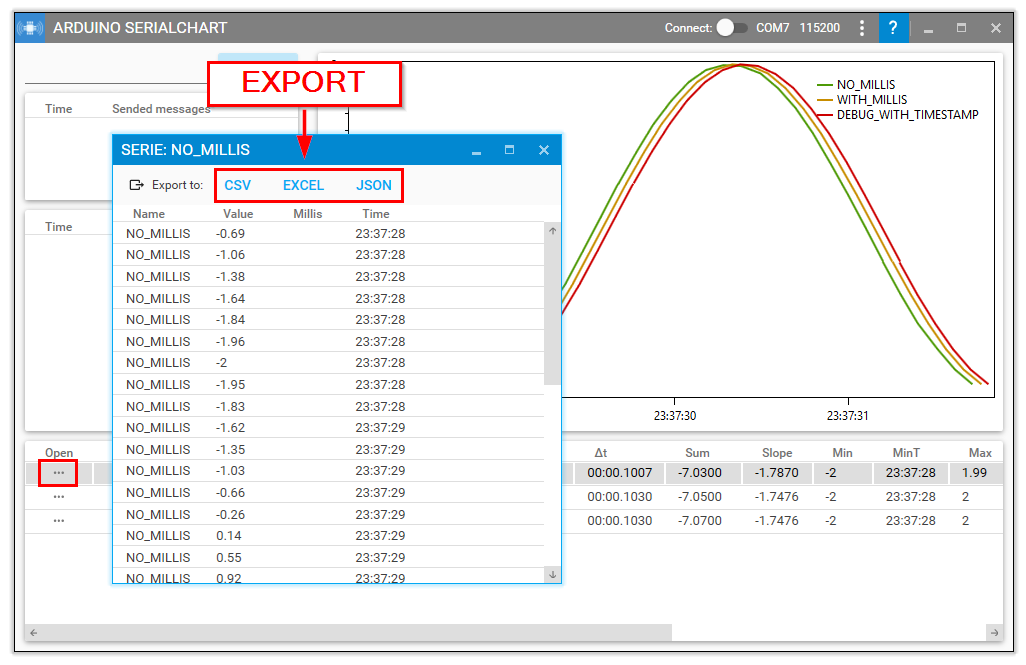 ARDUINO SERIALCHART Connect: COM7 115200 ?
EXPORT
NO_MILLIS
WITH_MILLIS
DEBUG_WITH_TIMESTAMP
Time Sended messages
SERIE: NO_MILLIS
Export to: CSV EXCEL JSON
Name Value Millis Time
NO_MILLIS -0.69 23:37:28
NO_MILLIS -1.06 23:37:28
NO_MILLIS -1.38 23:37:28
NO_MILLIS -1.64 23:37:28
NO_MILLIS -1.84 23:37:28
NO_MILLIS -1.96 23:37:28
NO_MILLIS -2 23:37:28
NO_MILLIS -1.95 23:37:28
NO_MILLIS -1.83 23:37:28
NO_MILLIS -1.62 23:37:29
NO_MILLIS -1.35 23:37:29
NO_MILLIS -1.03 23:37:29
NO_MILLIS -0.66 23:37:29
NO_MILLIS -0.26 23:37:29
NO_MILLIS 0.14 23:37:29
NO_MILLIS 0.55 23:37:29
NO_MILLIS 0.92 23:37:29
Time
23:37:30 23:37:31
Open Δt Sum Slope Min MinT Max
... 00:00.1007 -7.0300 -1.7870 -2 23:37:28 1.99
... 00:00.1030 -7.0500 -1.7476 -2 23:37:28 2
... 00:00.1030 -7.0700 -1.7476 -2 23:37:28 2